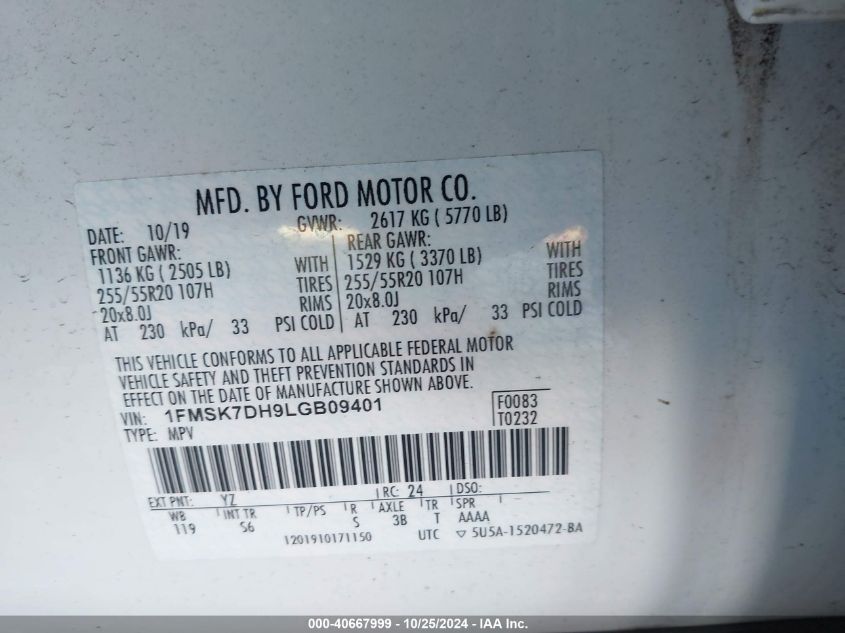 MFD. BY FORD MOTOR CO.
DATE: 10/19 GVWR: 2617 KG ( 5770 LB)
FRONT GAWR: REAR GAWR:
1136 KG ( 2505 LB) WITH 1529 KG ( 3370 LB) WITH
255/55R20 107H TIRES 255/55R20 107H TIRES
20x8.0J RIMS 20x8.0J RIMS
AT 230 kPa/ 33 PSI COLD AT 230 kPa/ 33 PSI COLD
THIS VEHICLE CONFORMS TO ALL APPLICABLE FEDERAL MOTOR
VEHICLE SAFETY AND THEFT PREVENTION STANDARDS IN
EFFECT ON THE DATE OF MANUFACTURE SHOWN ABOVE.
VIN: 1FMSK7DH9LGB09401 F0083
TYPE: MPV T0232
EXT PNT: YZ RC: 24 DSO:
WB INT TR TP/PS R AXLE TR SPR
119 S6 S 3B T AAAA
1201910171150 UTC ▽ 5U5A-1520472-BA
000-40667999 - 10/25/2024 - IAA Inc.